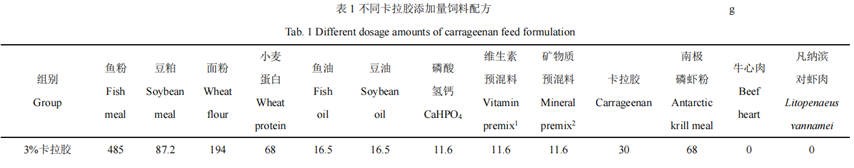 表 1 不同卡拉胶添加量饲料配方 g
Tab. 1 Different dosage amounts of carrageenan feed formulation
组别 Group 鱼粉 Fish meal 豆粕 Soybean meal 面粉 Wheat flour 小麦蛋白 Wheat protein 鱼油 Fish oil 豆油 Soybean oil 磷酸氢钙 CaHPO₄ 维生素预混料 Vitamin premix¹ 矿物质预混料 Mineral premix² 卡拉胶 Carrageenan 南极磷虾粉 Antarctic krill meal 牛心肉 Beef heart 凡纳滨对虾肉 Litopenaeus vannamei
3%卡拉胶 485 87.2 194 68 16.5 16.5 11.6 11.6 11.6 30 68 0 0